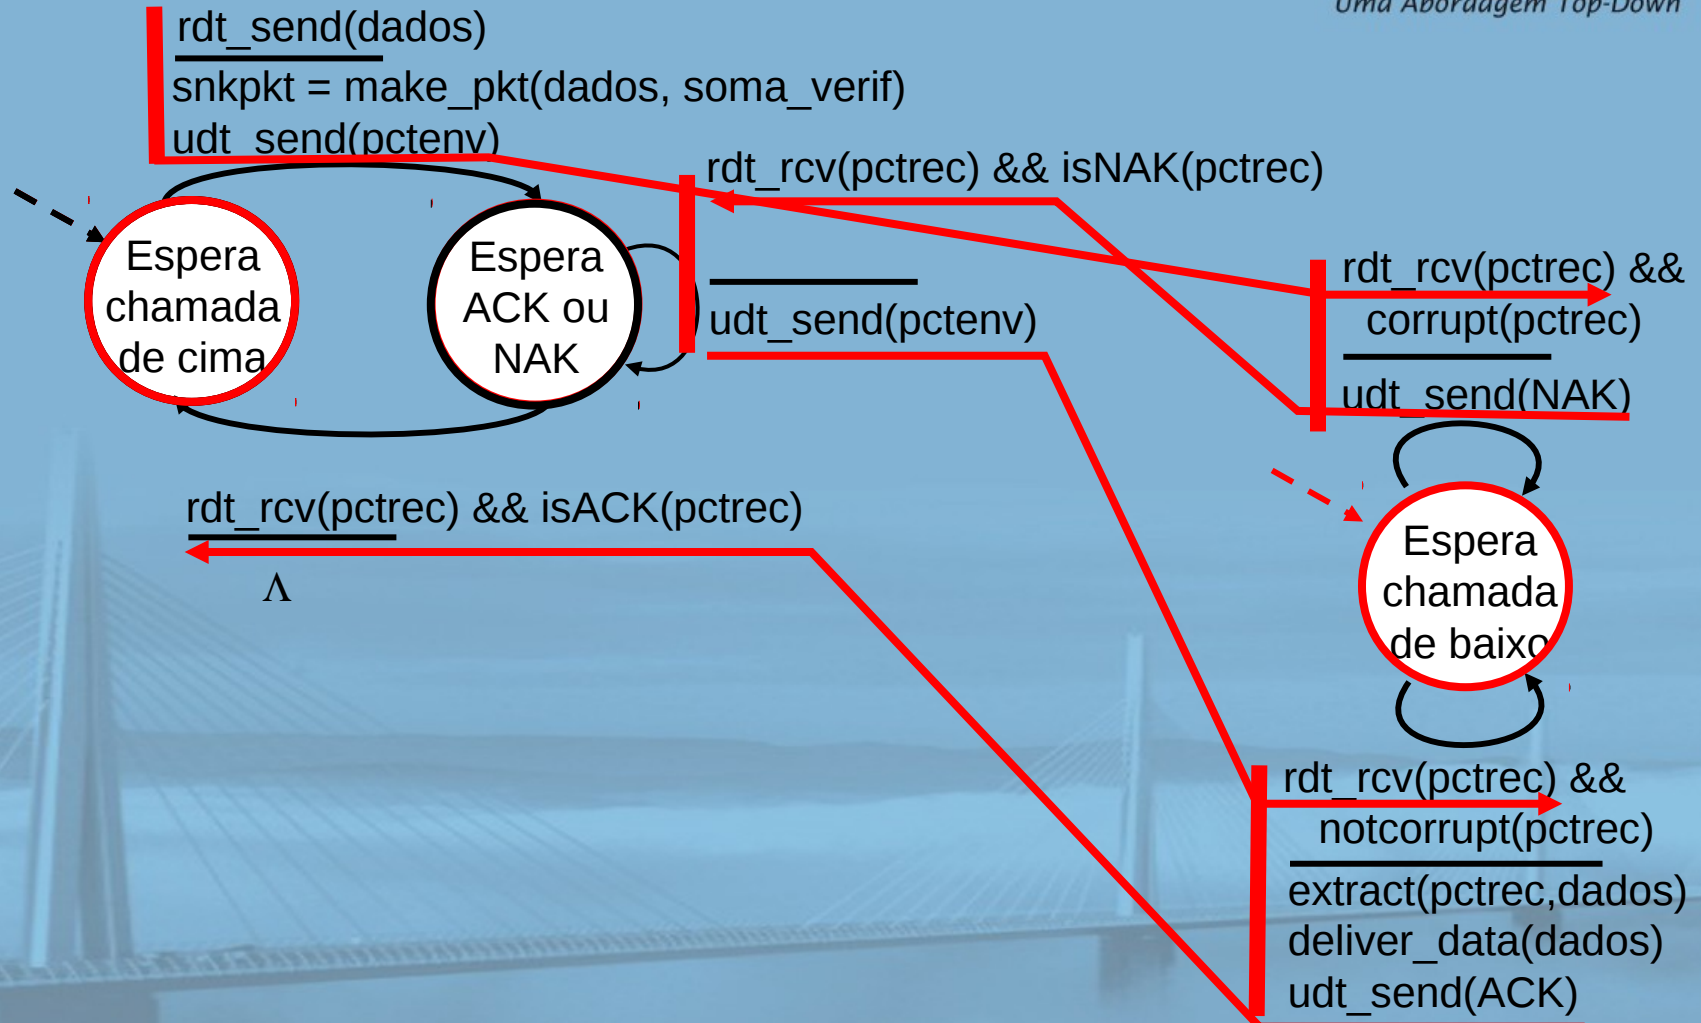 Uma Abordagem Top-Down
rdt_send(dados)
snkpkt = make_pkt(dados, soma_verif)
udt_send(pctenv)
rdt_rcv(pctrec) && isNAK(pctrec)
Espera
chamada
de cima
Espera
ACK ou
NAK
udt_send(pctenv)
rdt_rcv(pctrec) &&
corrupt(pctrec)
udt_send(NAK)
rdt_rcv(pctrec) && isACK(pctrec)
Λ
Espera
chamada
de baixo
rdt_rcv(pctrec) &&
notcorrupt(pctrec)
extract(pctrec,dados)
deliver_data(dados)
udt_send(ACK)